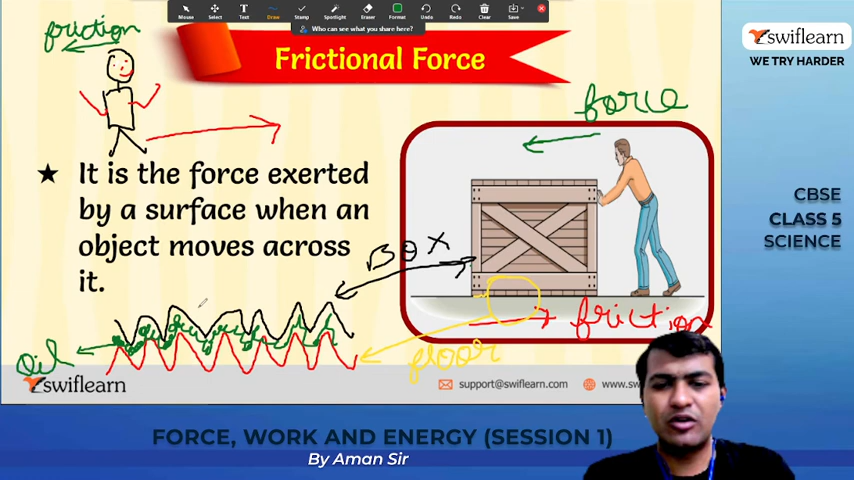 Mouse Select Text Draw Stamp Spotlight Eraser Format Undo Redo Clear Save
Who can see what you share here?
friction
Frictional Force
swiflearn
WE TRY HARDER
force
★ It is the force exerted
by a surface when an
object moves across
it.
BOX
CBSE
CLASS 5
SCIENCE
friction
floor
Oil
swiflearn
support@swiflearn.com
www.sw
FORCE, WORK AND ENERGY (SESSION 1)
By Aman Sir